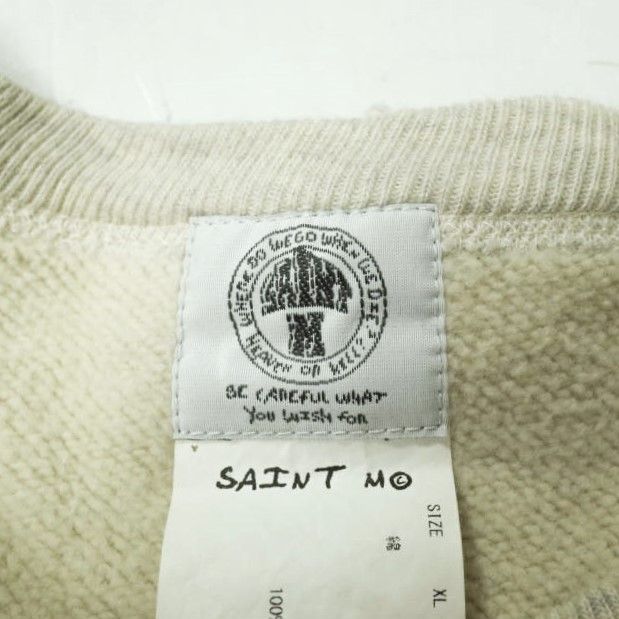 WHERE DO WE GO WHEN WE DIE?
HEAVEN OR HELL?
SAINT
M
BE CAREFUL WHAT
YOU WISH FOR
SAINT M©
SIZE XL
綿 100%